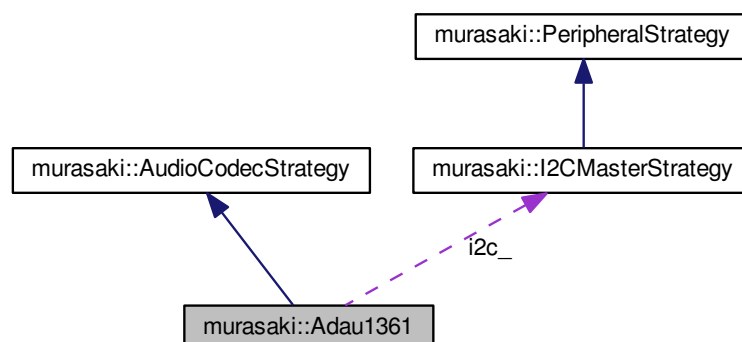 murasaki::PeripheralStrategy
murasaki::AudioCodecStrategy
murasaki::I2CMasterStrategy
i2c_
murasaki::Adau1361